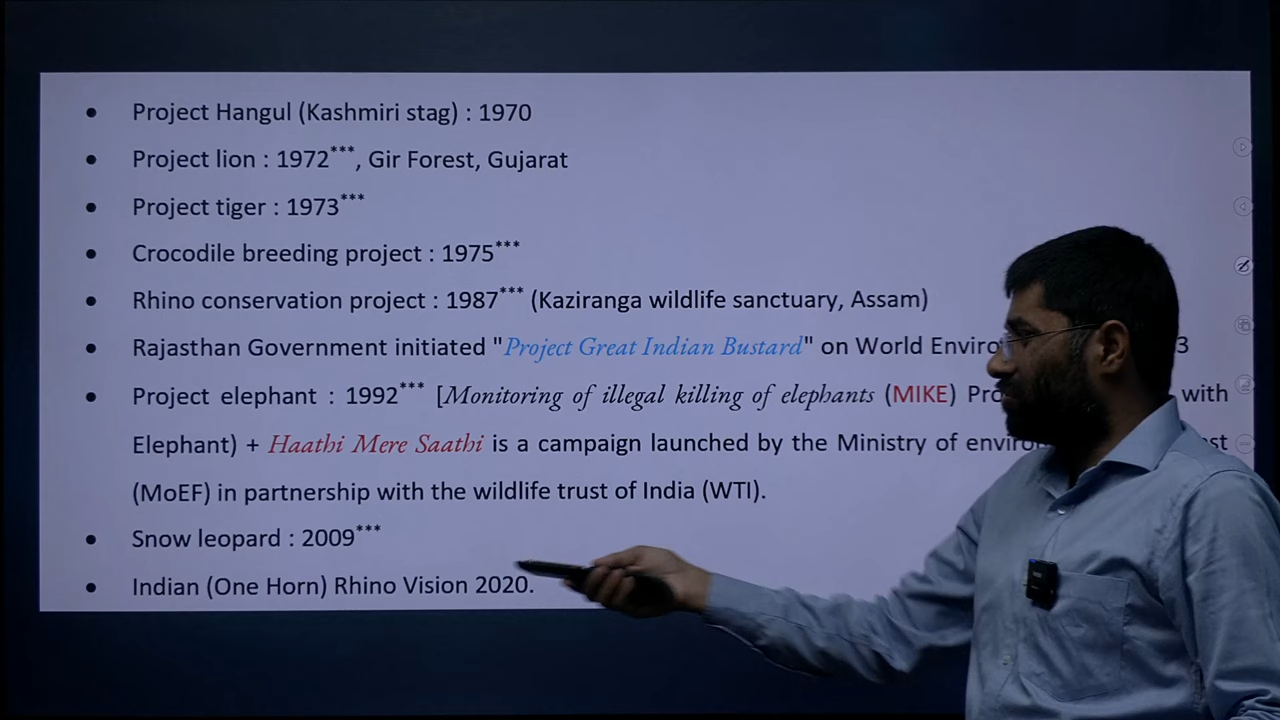 • Project Hangul (Kashmiri stag) : 1970
• Project lion : 1972***, Gir Forest, Gujarat
• Project tiger : 1973***
• Crocodile breeding project : 1975***
• Rhino conservation project : 1987*** (Kaziranga wildlife sanctuary, Assam)
• Rajasthan Government initiated "Project Great Indian Bustard" on World 3
• Project elephant : 1992*** [Monitoring of illegal killing of elephants (MIKE) with
Elephant) + Haathi Mere Saathi is a campaign launched by the Ministry of
(MoEF) in partnership with the wildlife trust of India (WTI).
• Snow leopard : 2009***
• Indian (One Horn) Rhino Vision 2020.